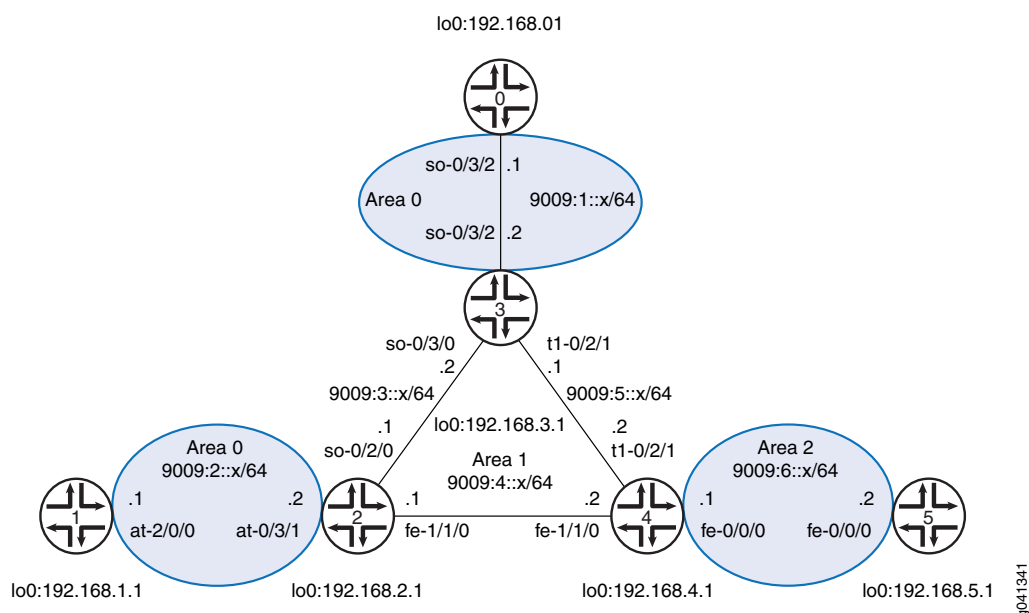 lo0:192.168.01
0
so-0/3/2 .1
Area 0 9009:1::x/64
so-0/3/2 .2
3
so-0/3/0 t1-0/2/1
.2 .1
9009:3::x/64 9009:5::x/64
.1 lo0:192.168.3.1 .2
so-0/2/0 t1-0/2/1
Area 0 Area 1 Area 2
9009:2::x/64 9009:4::x/64 9009:6::x/64
.1 .2 .1 .2 .1 .2
1 2 4 5
at-2/0/0 at-0/3/1 fe-1/1/0 fe-1/1/0 fe-0/0/0 fe-0/0/0
lo0:192.168.1.1 lo0:192.168.2.1 lo0:192.168.4.1 lo0:192.168.5.1
g041341